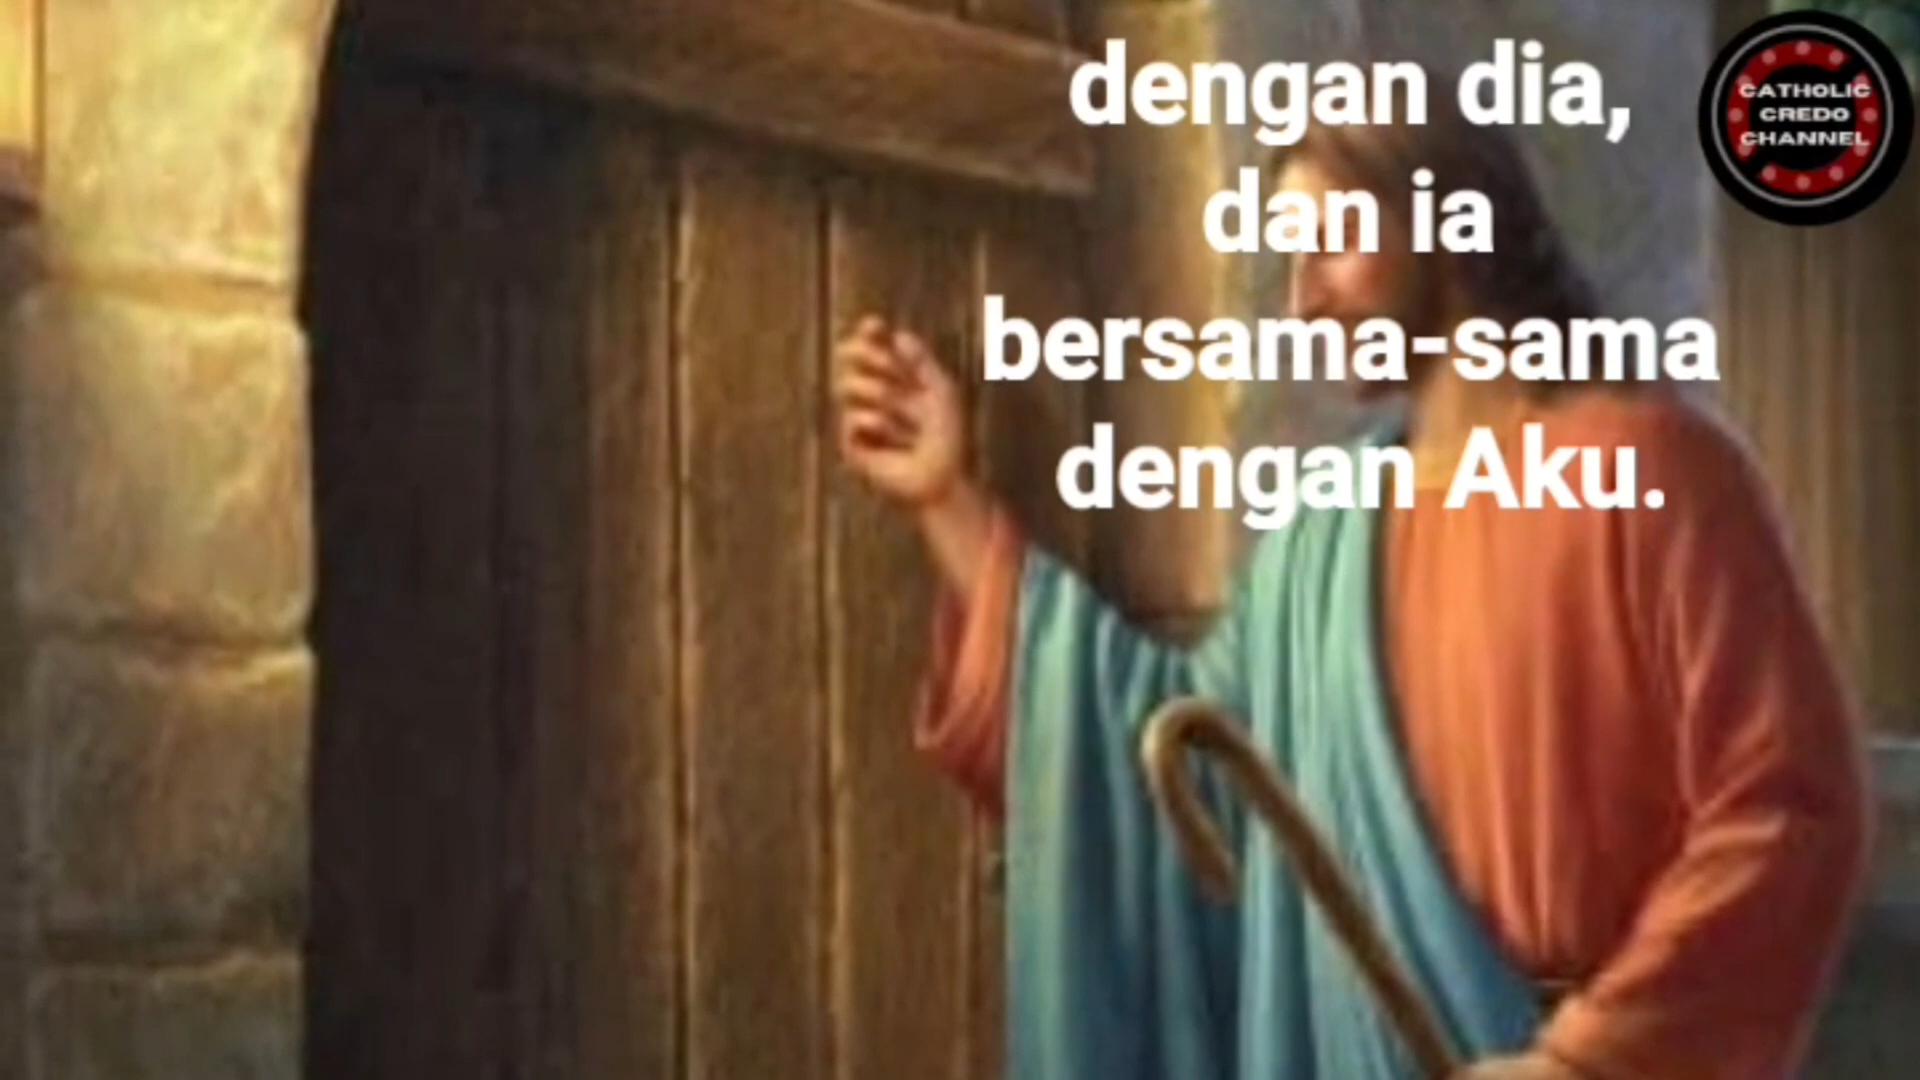 dengan dia,
dan ia
bersama-sama
dengan Aku.
CATHOLIC
CREDO
CHANNEL